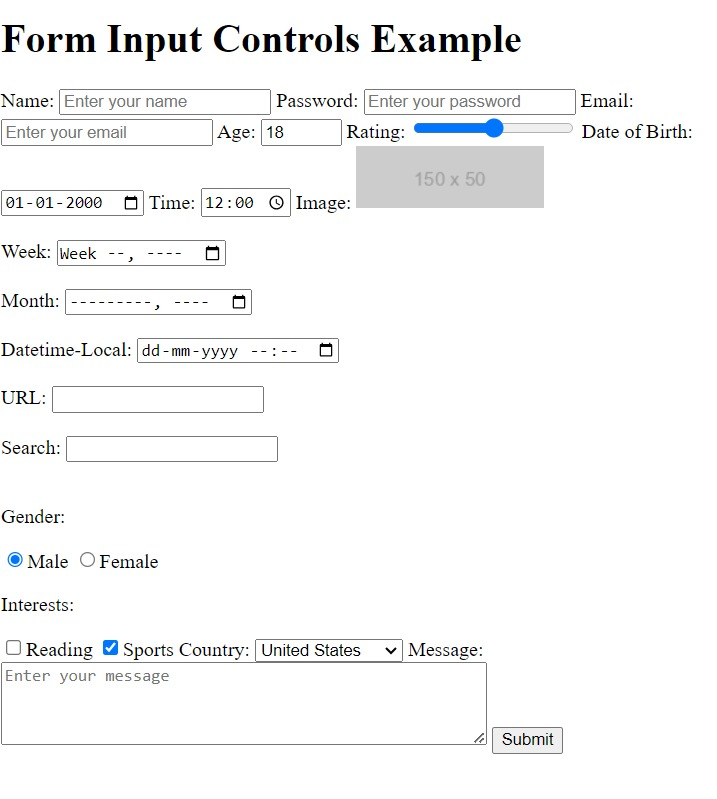 Form Input Controls Example
Name: Enter your name Password: Enter your password Email:
Enter your email Age: 18 Rating: Date of Birth:
150 x 50
01-01-2000 Time: 12:00 Image:
Week: Week --, ----
Month: ---------, ----
Datetime-Local: dd-mm-yyyy --:--
URL:
Search:
Gender:
Male Female
Interests:
Reading Sports Country: United States Message:
Enter your message
Submit